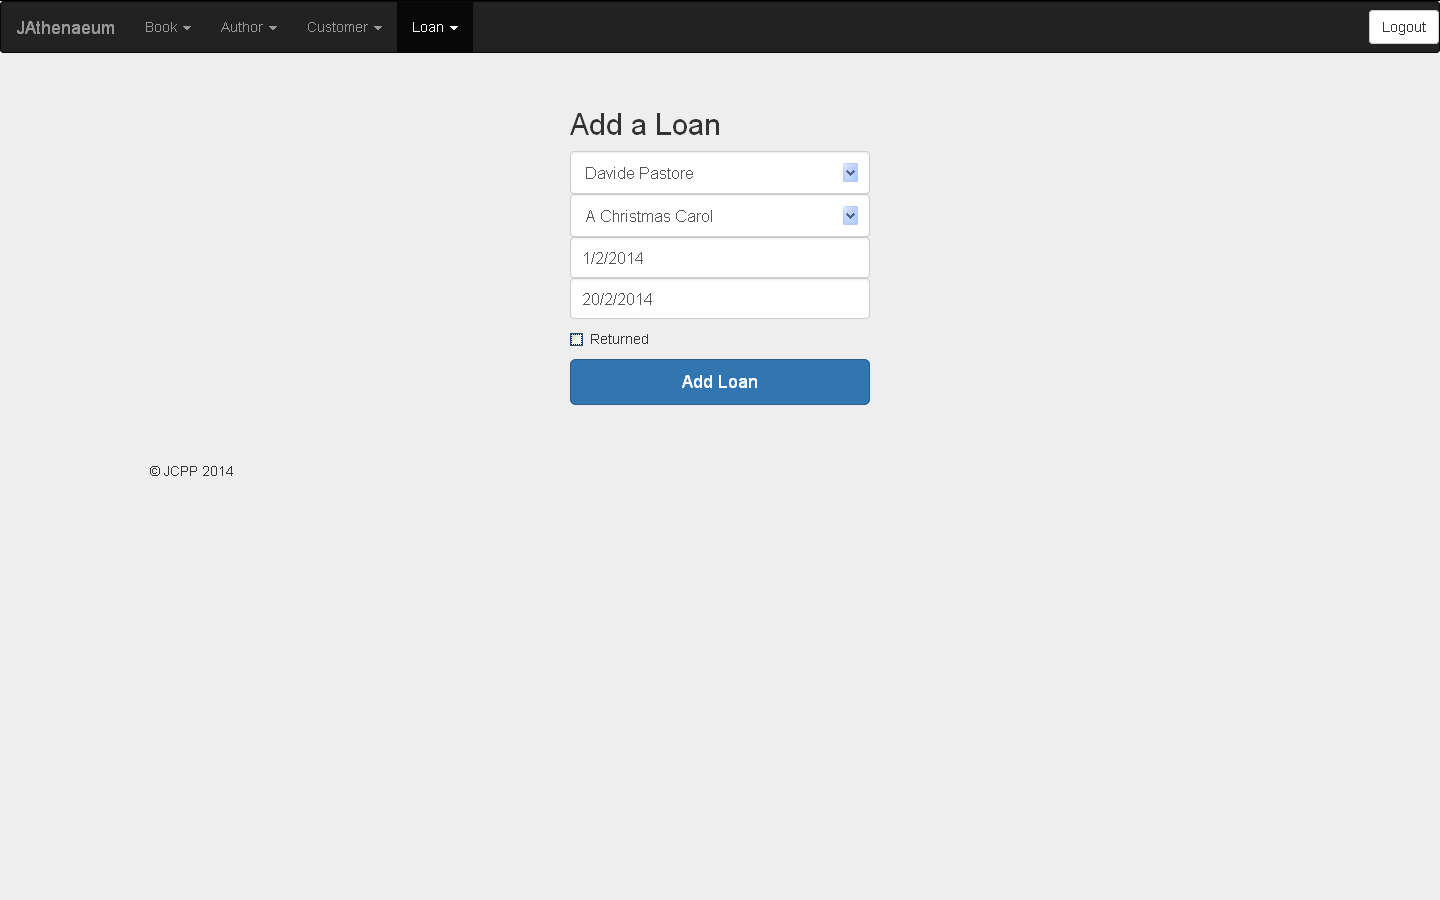 JAthenaeum Book Author Customer Loan Logout
Add a Loan
Davide Pastore
A Christmas Carol
1/2/2014
20/2/2014
Returned
Add Loan
© JCPP 2014